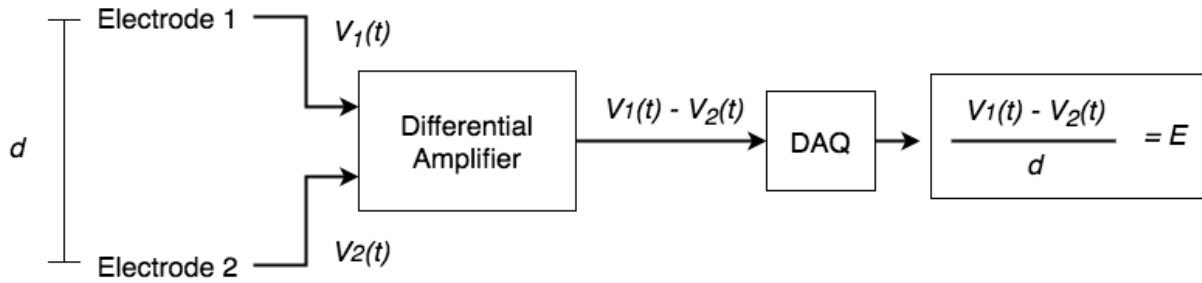 Electrode 1
V1(t)
d
Differential
Amplifier
V1(t) - V2(t)
DAQ
V1(t) - V2(t)
d
= E
Electrode 2
V2(t)